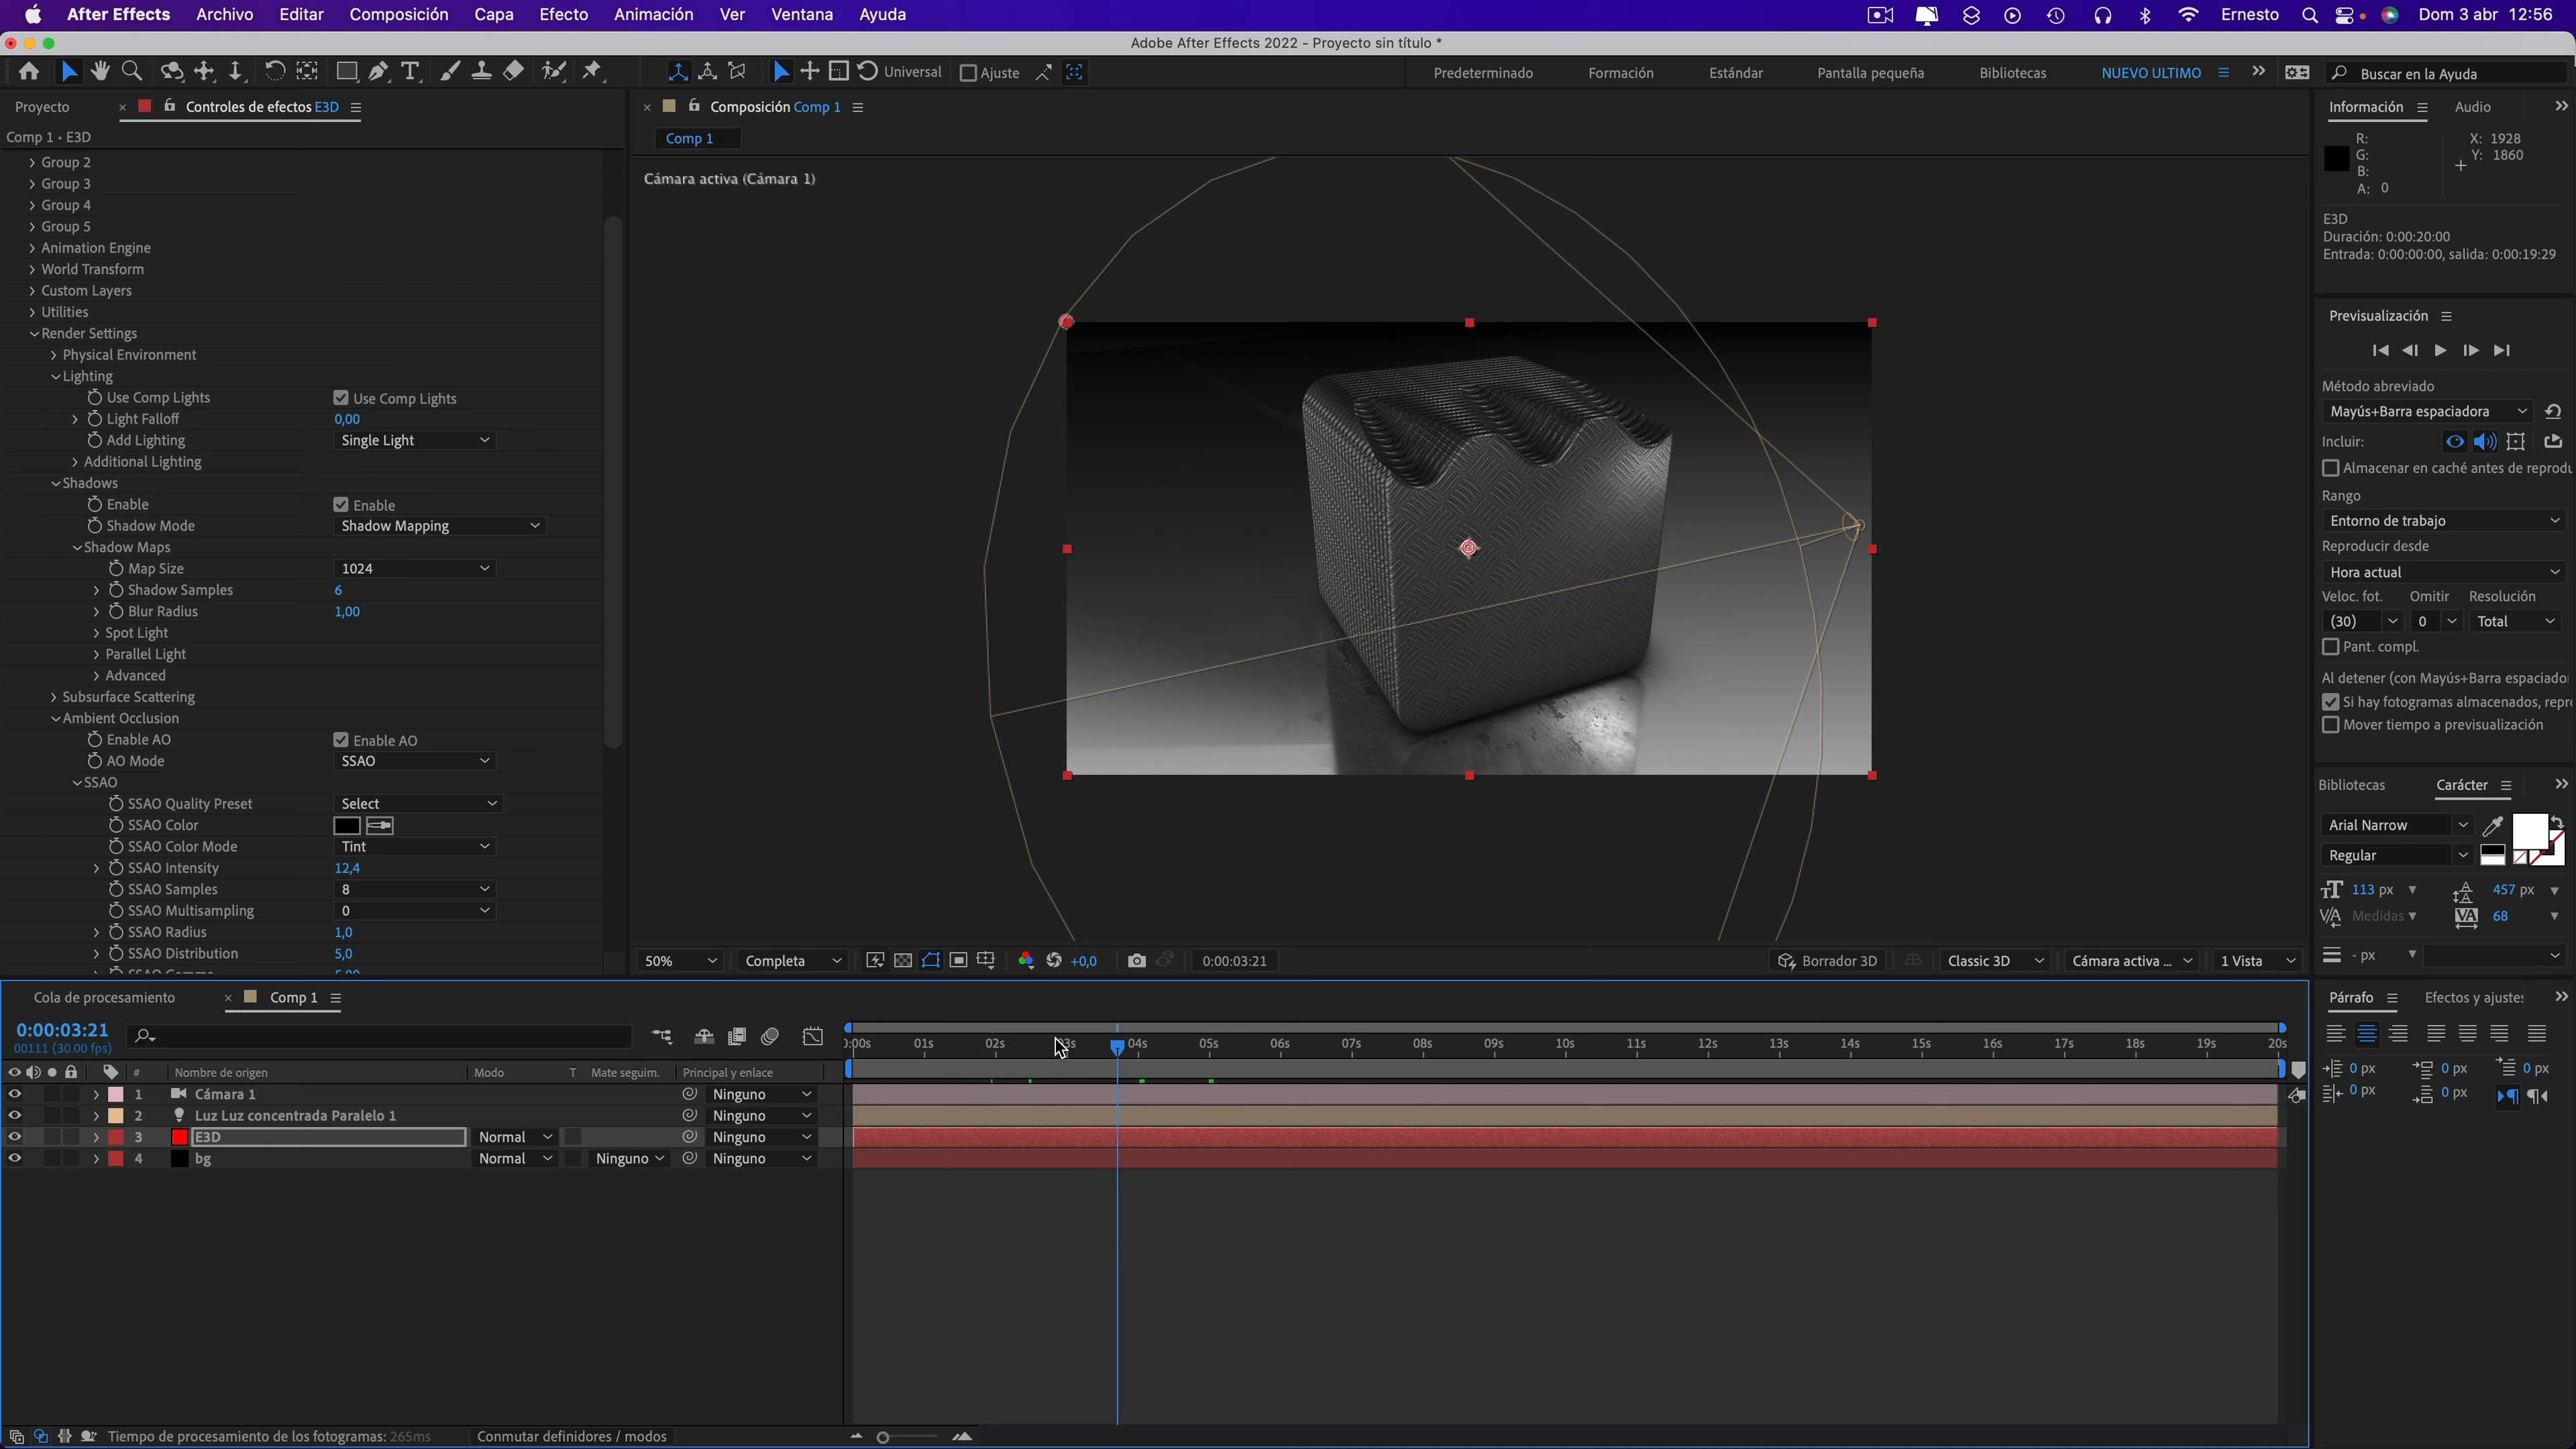 After Effects Archivo Editar Composición Capa Efecto Animación Ver Ventana Ayuda Ernesto Dom 3 abr 12:56
Adobe After Effects 2022 - Proyecto sin título *
Universal Ajuste Predeterminado Formación Estándar Pantalla pequeña Bibliotecas NUEVO ULTIMO Buscar en la Ayuda
Proyecto Controles de efectos E3D
Comp 1 • E3D
Group 2
Group 3
Group 4
Group 5
Animation Engine
World Transform
Custom Layers
Utilities
Render Settings
Physical Environment
Lighting
Use Comp Lights Use Comp Lights
Light Falloff 0,00
Add Lighting Single Light
Additional Lighting
Shadows
Enable Enable
Shadow Mode Shadow Mapping
Shadow Maps
Map Size 1024
Shadow Samples 6
Blur Radius 1,00
Spot Light
Parallel Light
Advanced
Subsurface Scattering
Ambient Occlusion
Enable AO Enable AO
AO Mode SSAO
SSAO
SSAO Quality Preset Select
SSAO Color
SSAO Color Mode Tint
SSAO Intensity 12,4
SSAO Samples 8
SSAO Multisampling 0
SSAO Radius 1,0
SSAO Distribution 5,0
Composición Comp 1
Comp 1
Cámara activa (Cámara 1)
50% Completa +0,0 0:00:03:21 Borrador 3D Classic 3D Cámara activa ... 1 Vista
Información Audio
R: X: 1928
G: Y: 1860
B:
A: 0
E3D
Duración: 0:00:20:00
Entrada: 0:00:00:00, salida: 0:00:19:29
Previsualización
Método abreviado
Mayús+Barra espaciadora
Incluir:
Almacenar en caché antes de reprodu
Rango
Entorno de trabajo
Reproducir desde
Hora actual
Veloc. fot. Omitir Resolución
(30) 0 Total
Pant. compl.
Al detener (con Mayús+Barra espaciador
Si hay fotogramas almacenados, repr
Mover tiempo a previsualización
Bibliotecas Carácter
Arial Narrow
Regular
113 px 457 px
Medidas 68
- px
Párrafo Efectos y ajustes
0 px 0 px 0 px
0 px 0 px
Cola de procesamiento Comp 1
0:00:03:21
00111 (30.00 fps)
0:00s 01s 02s 03s 04s 05s 06s 07s 08s 09s 10s 11s 12s 13s 14s 15s 16s 17s 18s 19s 20s
# Nombre de origen Modo T Mate seguim. Principal y enlace
1 Cámara 1 Ninguno
2 Luz Luz concentrada Paralelo 1 Ninguno
3 E3D Normal Ninguno
4 bg Normal Ninguno Ninguno
Tiempo de procesamiento de los fotogramas: 265ms Conmutar definidores / modos